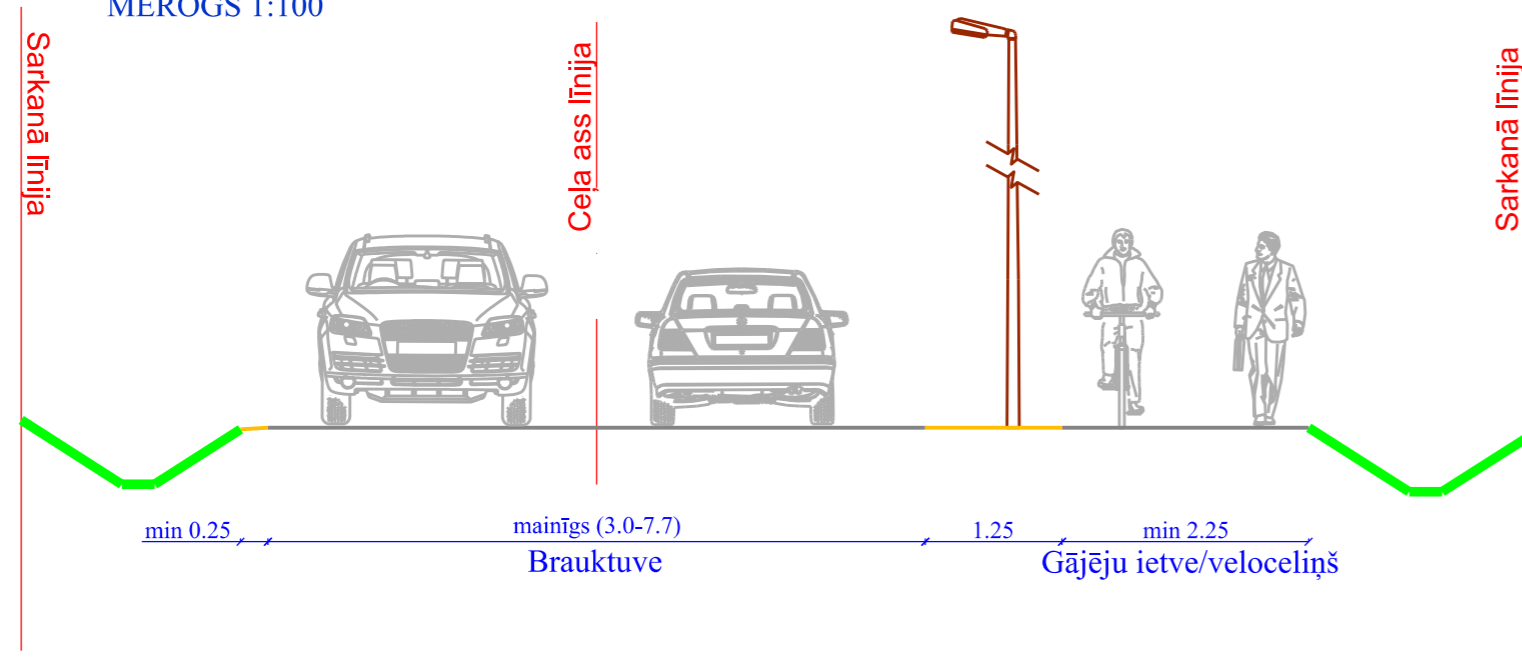 MĒROGS 1:100
Sarkanā līnija
Ceļa ass līnija
Sarkanā līnija
min 0.25
mainīgs (3.0-7.7)
1.25
min 2.25
Brauktuve
Gājēju ietve/veloceliņš